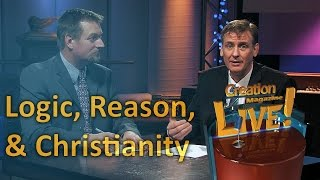 Creation
Magazine
LIVE!
Logic, Reason,
& Christianity